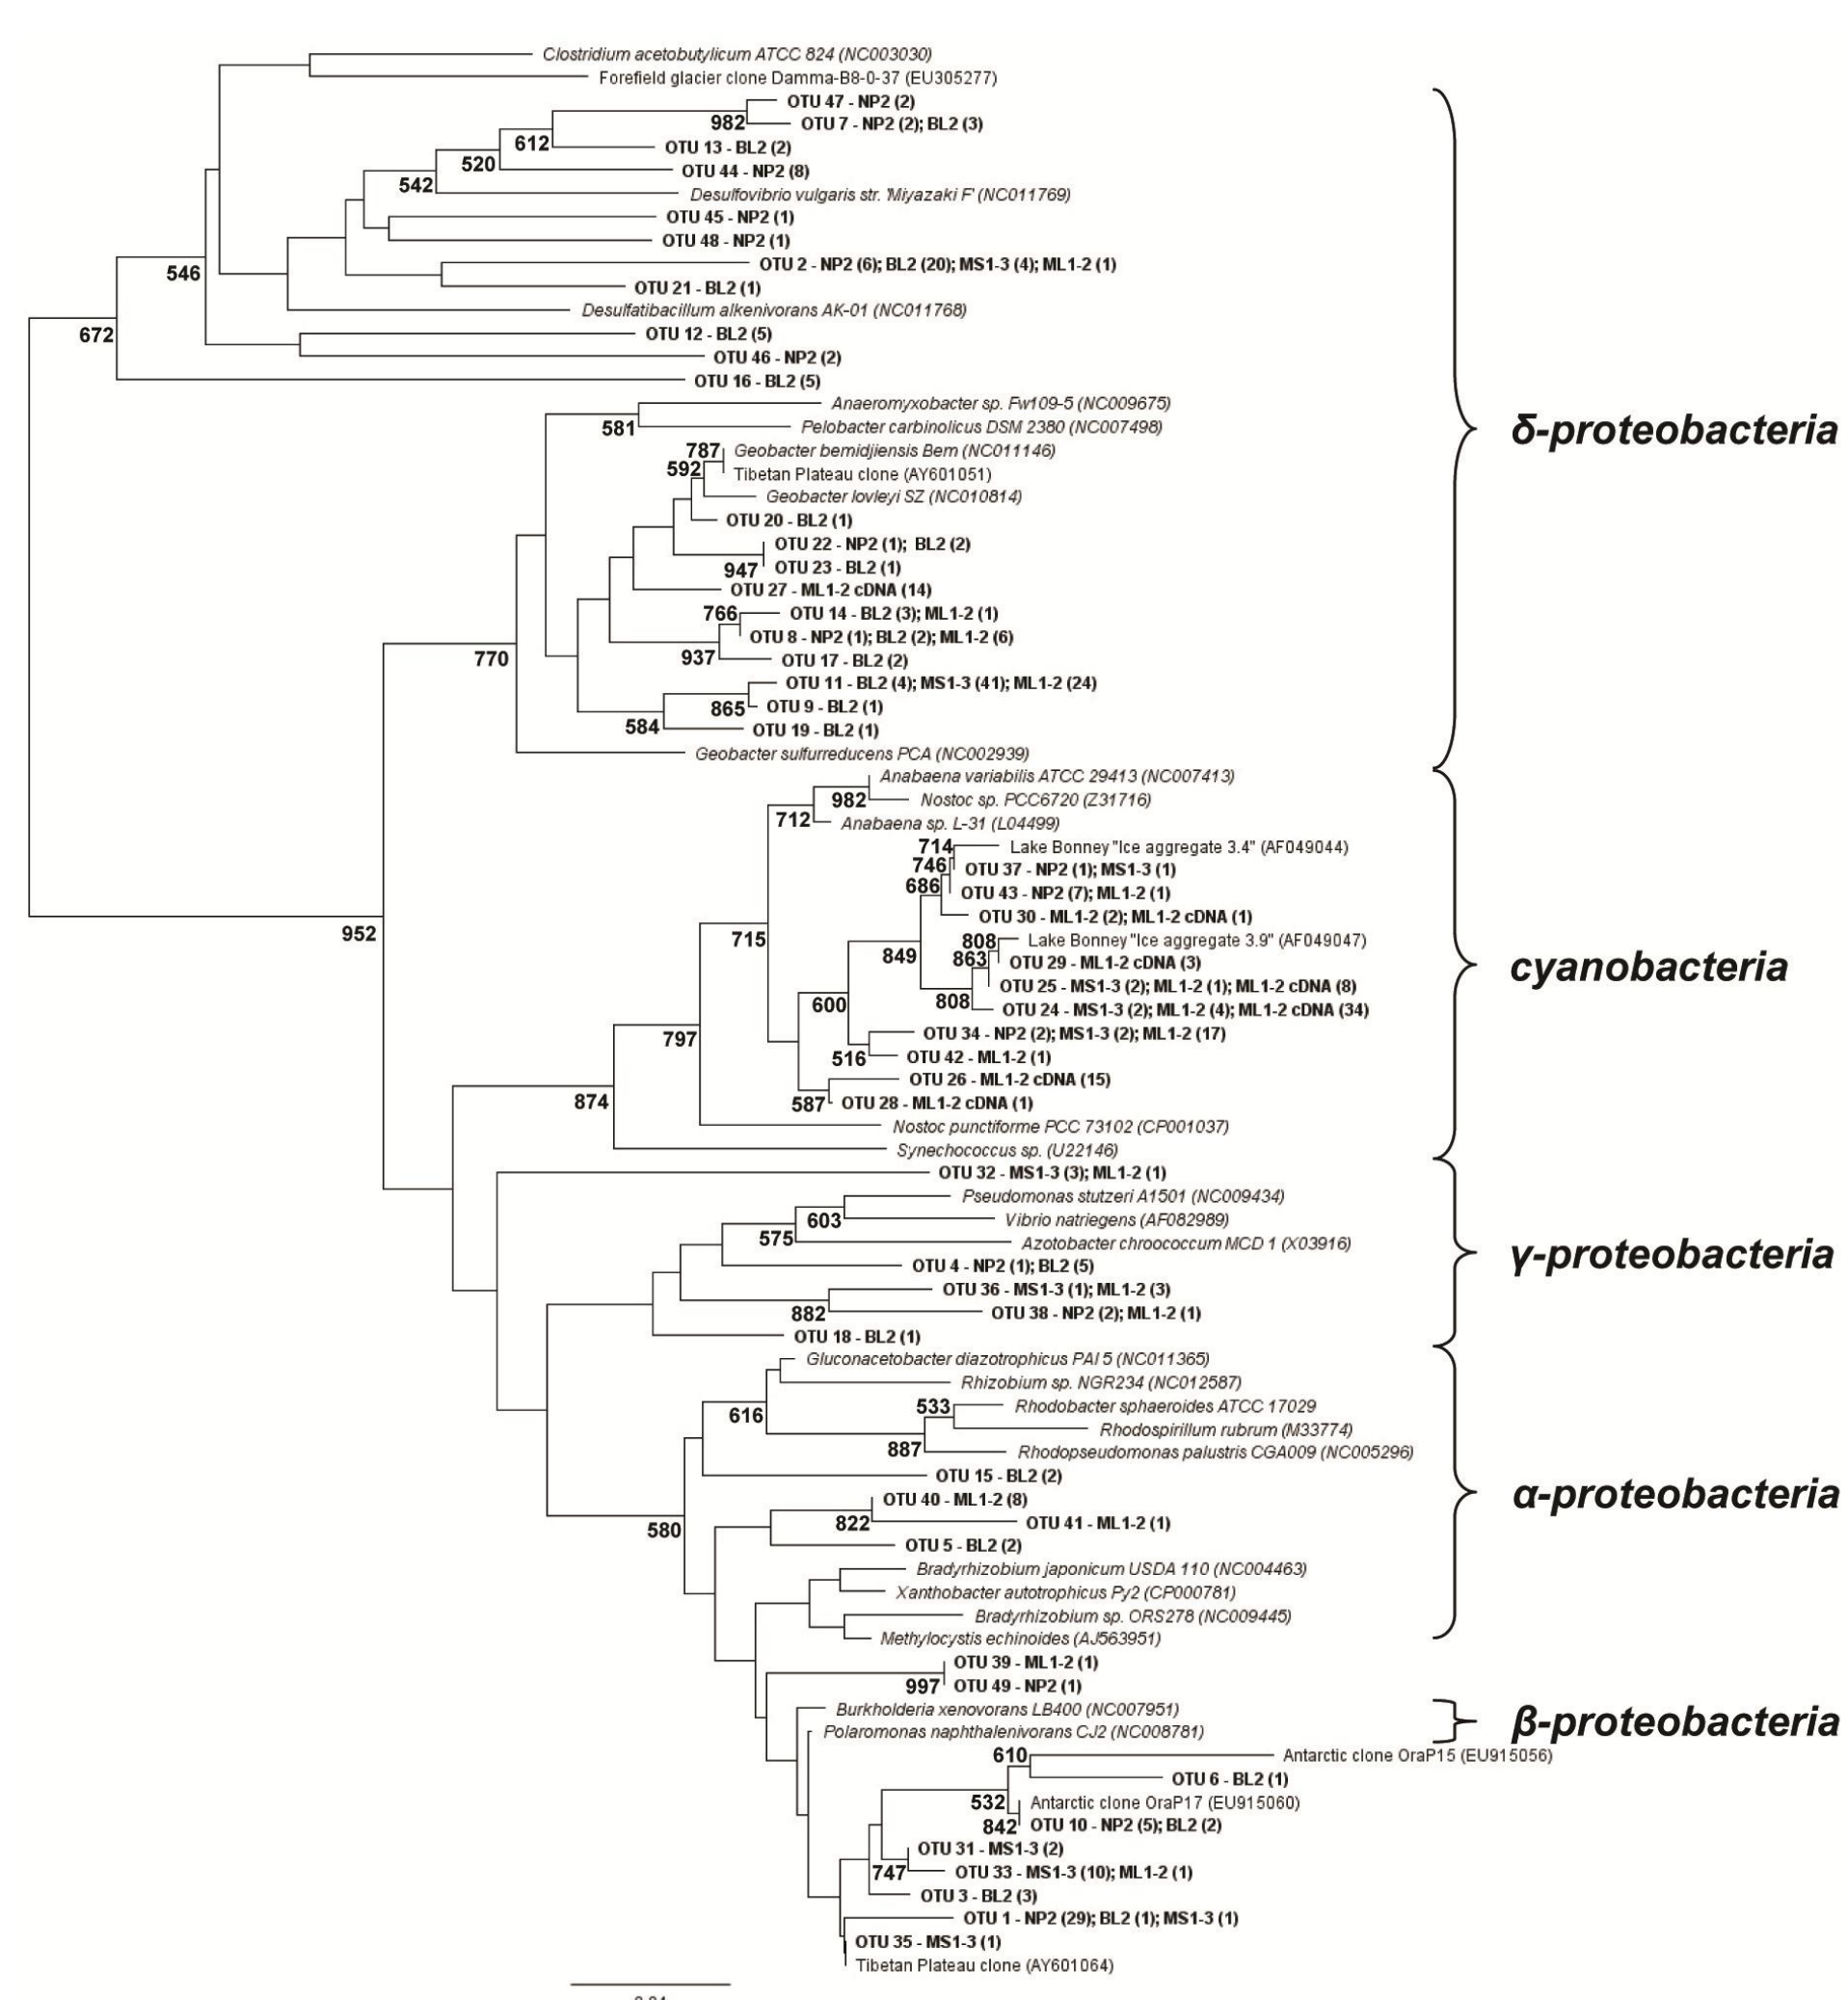 Clostridium acetobutylicum ATCC 824 (NC003030)
Forefield glacier clone Damma-B8-0-37 (EU305277)
OTU 47 - NP2 (2)
982 OTU 7 - NP2 (2); BL2 (3)
612 OTU 13 - BL2 (2)
520 OTU 44 - NP2 (8)
542 Desulfovibrio vulgaris str. 'Miyazaki F' (NC011769)
OTU 45 - NP2 (1)
OTU 48 - NP2 (1)
OTU 2 - NP2 (6); BL2 (20); MS1-3 (4); ML1-2 (1)
546
OTU 21 - BL2 (1)
Desulfatibacillum alkenivorans AK-01 (NC011768)
672 OTU 12 - BL2 (5)
OTU 46 - NP2 (2)
OTU 16 - BL2 (5)
Anaeromyxobacter sp. Fw109-5 (NC009675)
581 Pelobacter carbinolicus DSM 2380 (NC007498)
δ-proteobacteria
787 Geobacter bemidjiensis Bem (NC011146)
592 Tibetan Plateau clone (AY601051)
Geobacter lovleyi SZ (NC010814)
OTU 20 - BL2 (1)
OTU 22 - NP2 (1); BL2 (2)
947 OTU 23 - BL2 (1)
OTU 27 - ML1-2 cDNA (14)
766 OTU 14 - BL2 (3); ML1-2 (1)
OTU 8 - NP2 (1); BL2 (2); ML1-2 (6)
770 937 OTU 17 - BL2 (2)
OTU 11 - BL2 (4); MS1-3 (41); ML1-2 (24)
865 OTU 9 - BL2 (1)
584 OTU 19 - BL2 (1)
Geobacter sulfurreducens PCA (NC002939)
Anabaena variabilis ATCC 29413 (NC007413)
982 Nostoc sp. PCC6720 (Z31716)
712 Anabaena sp. L-31 (L04499)
714 Lake Bonney "Ice aggregate 3.4" (AF049044)
746 OTU 37 - NP2 (1); MS1-3 (1)
686 OTU 43 - NP2 (7); ML1-2 (1)
OTU 30 - ML1-2 (2); ML1-2 cDNA (1)
952 715 808 Lake Bonney "Ice aggregate 3.9" (AF049047)
849 863 OTU 29 - ML1-2 cDNA (3)
cyanobacteria
OTU 25 - MS1-3 (2); ML1-2 (1); ML1-2 cDNA (8)
600 808 OTU 24 - MS1-3 (2); ML1-2 (4); ML1-2 cDNA (34)
797 OTU 34 - NP2 (2); MS1-3 (2); ML1-2 (17)
516 OTU 42 - ML1-2 (1)
OTU 26 - ML1-2 cDNA (15)
874 587 OTU 28 - ML1-2 cDNA (1)
Nostoc punctiforme PCC 73102 (CP001037)
Synechococcus sp. (U22146)
OTU 32 - MS1-3 (3); ML1-2 (1)
Pseudomonas stutzeri A1501 (NC009434)
603 Vibrio natriegens (AF082989)
575 Azotobacter chroococcum MCD 1 (X03916)
γ-proteobacteria
OTU 4 - NP2 (1); BL2 (5)
OTU 36 - MS1-3 (1); ML1-2 (3)
882 OTU 38 - NP2 (2); ML1-2 (1)
OTU 18 - BL2 (1)
Gluconacetobacter diazotrophicus PAl 5 (NC011365)
Rhizobium sp. NGR234 (NC012587)
616 533 Rhodobacter sphaeroides ATCC 17029
Rhodospirillum rubrum (M33774)
887 Rhodopseudomonas palustris CGA009 (NC005296)
OTU 15 - BL2 (2)
α-proteobacteria
OTU 40 - ML1-2 (8)
580 822 OTU 41 - ML1-2 (1)
OTU 5 - BL2 (2)
Bradyrhizobium japonicum USDA 110 (NC004463)
Xanthobacter autotrophicus Py2 (CP000781)
Bradyrhizobium sp. ORS278 (NC009445)
Methylocystis echinoides (AJ563951)
OTU 39 - ML1-2 (1)
997 OTU 49 - NP2 (1)
Burkholderia xenovorans LB400 (NC007951)
β-proteobacteria
Polaromonas naphthalenivorans CJ2 (NC008781)
610 Antarctic clone OraP15 (EU915056)
OTU 6 - BL2 (1)
532 Antarctic clone OraP17 (EU915060)
842 OTU 10 - NP2 (5); BL2 (2)
OTU 31 - MS1-3 (2)
747 OTU 33 - MS1-3 (10); ML1-2 (1)
OTU 3 - BL2 (3)
OTU 1 - NP2 (29); BL2 (1); MS1-3 (1)
OTU 35 - MS1-3 (1)
Tibetan Plateau clone (AY601064)